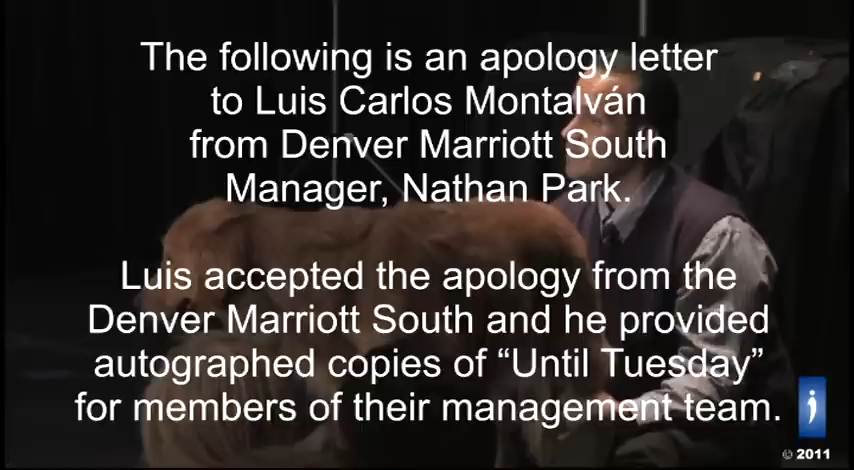 The following is an apology letter
to Luis Carlos Montalván
from Denver Marriott South
Manager, Nathan Park.
Luis accepted the apology from the
Denver Marriott South and he provided
autographed copies of “Until Tuesday”
for members of their management team.
i
© 2011